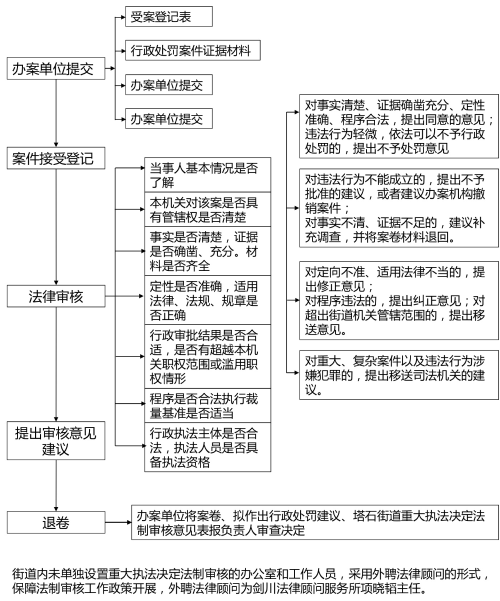 受案登记表
行政处罚案件证据材料
办案单位提交
办案单位提交
办案单位提交
案件接受登记
当事人基本情况是否
了解
本机关对该案是否具
有管辖权是否清楚
事实是否清楚，证据
是否确凿、充分。材
料是否齐全
定性是否准确，适用
法律、法规、规章是
否正确
行政审批结果是否合
适，是否有超越本机
关职权范围或滥用职
权情形
程序是否合法执行裁
量基准是否适当
行政执法主体是否合
法，执法人员是否具
备执法资格
法律审核
对事实清楚、证据确凿充分、定性
准确、程序合法，提出同意的意见；
违法行为轻微，依法可以不予行政
处罚的，提出不予处罚意见
对违法行为不能成立的，提出不予
批准的建议，或者建议办案机构撤
销案件；
对事实不清、证据不足的，建议补
充调查，并将案卷材料退回。
对定向不准、适用法律不当的，提
出修正意见；
对程序违法的，提出纠正意见；对
超出街道机关管辖范围的，提出移
送意见。
对重大、复杂案件以及违法行为涉
嫌犯罪的，提出移送司法机关的建
议。
提出审核意见
建议
退卷
办案单位将案卷、拟作出行政处罚建议、塔石街道重大执法决定法
制审核意见表报负责人审查决定
街道内未单独设置重大执法决定法制审核的办公室和工作人员，采用外聘法律顾问的形式，
保障法制审核工作政策开展，外聘法律顾问为剑川法律顾问服务所项晓韬主任。